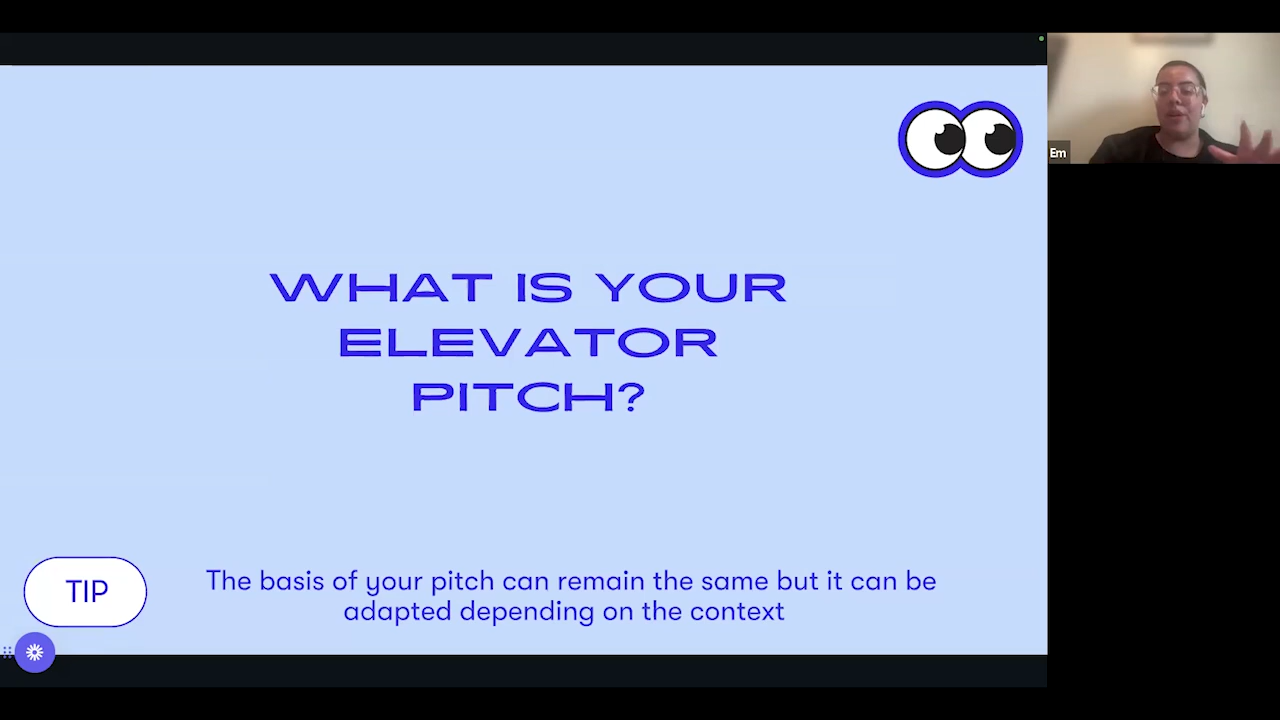 WHAT IS YOUR
ELEVATOR
PITCH?
TIP
The basis of your pitch can remain the same but it can be
adapted depending on the context
Em